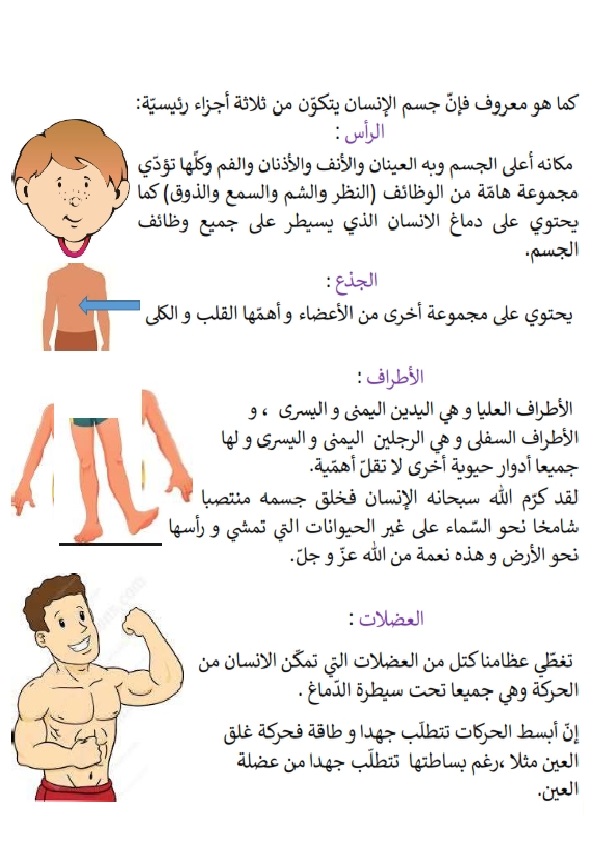 كما هو معروف فإنّ جسم الإنسان يتكوّن من ثلاثة أجزاء رئيسيّة:
الرأس :
مكانه أعلى الجسم وبه العينان والأنف والأذنان والفم وكلّها تؤدّي
مجموعة هامّة من الوظائف (النظر والشم والسمع والذوق) كما
يحتوي على دماغ الانسان الذي يسيطر على جميع وظائف
الجسم.
الجذْع :
يحتوي على مجموعة أخرى من الأعضاء و أهمّها القلب و الكلى
الأطراف :
الأطراف العليا و هي اليدين اليمنى و اليسرى ، و
الأطراف السفلى و هي الرجلين اليمنى و اليسرى و لها
جميعا أدوار حيوية أخرى لا تقلّ أهمّية.
لقد كرّم الله سبحانه الإنسان فخلق جسمه منتصبا
شامخا نحو السّماء على غير الحيوانات التي تمشي و رأسها
نحو الأرض و هذه نعمة من الله عزّ و جلّ.
العضلات :
تغطّي عظامنا كتل من العضلات التي تمكّن الانسان من
الحركة وهي جميعا تحت سيطرة الدّماغ .
إنّ أبسط الحركات تتطلّب جهدا و طاقة فحركة غلق
العين مثلا ،رغم بساطتها تتطلّب جهدا من عضلة
العين.